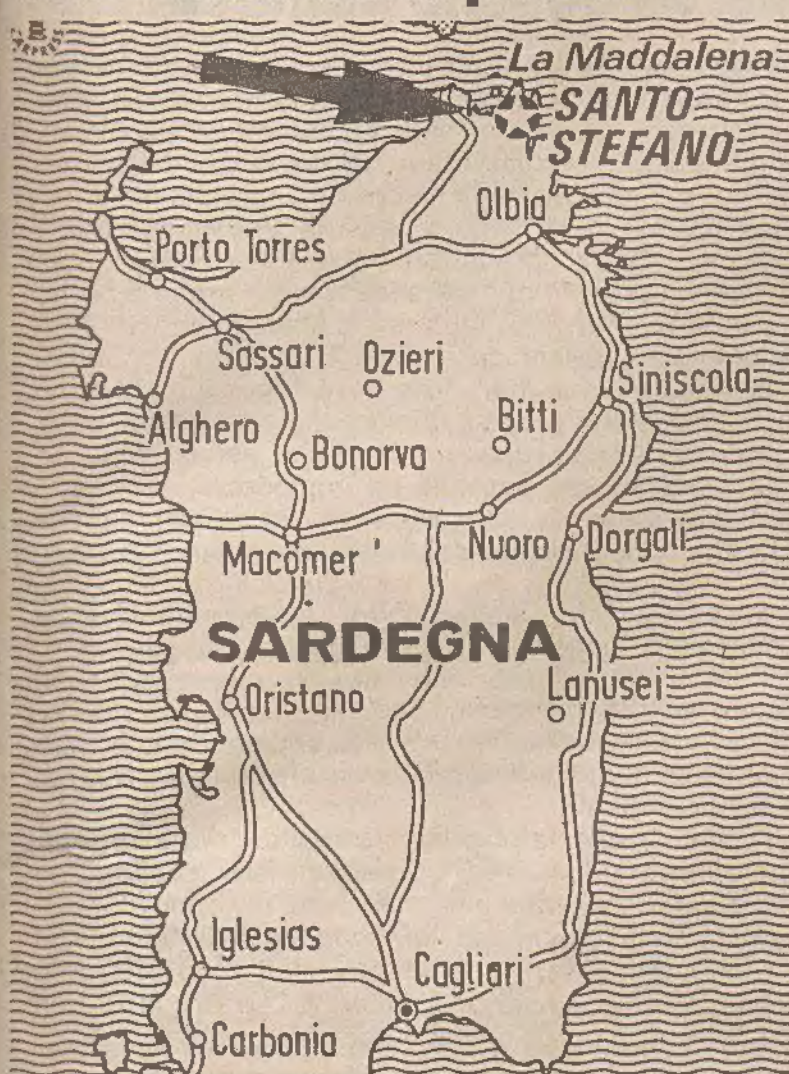 La Maddalena
SANTO
STEFANO
Olbia
Porto Torres
Sassari
Ozieri
Siniscola
Alghero
Bitti
Bonorva
Macomer
Nuoro
Dorgali
SARDEGNA
Oristano
Lanusei
Iglesias
Cagliari
Carbonia